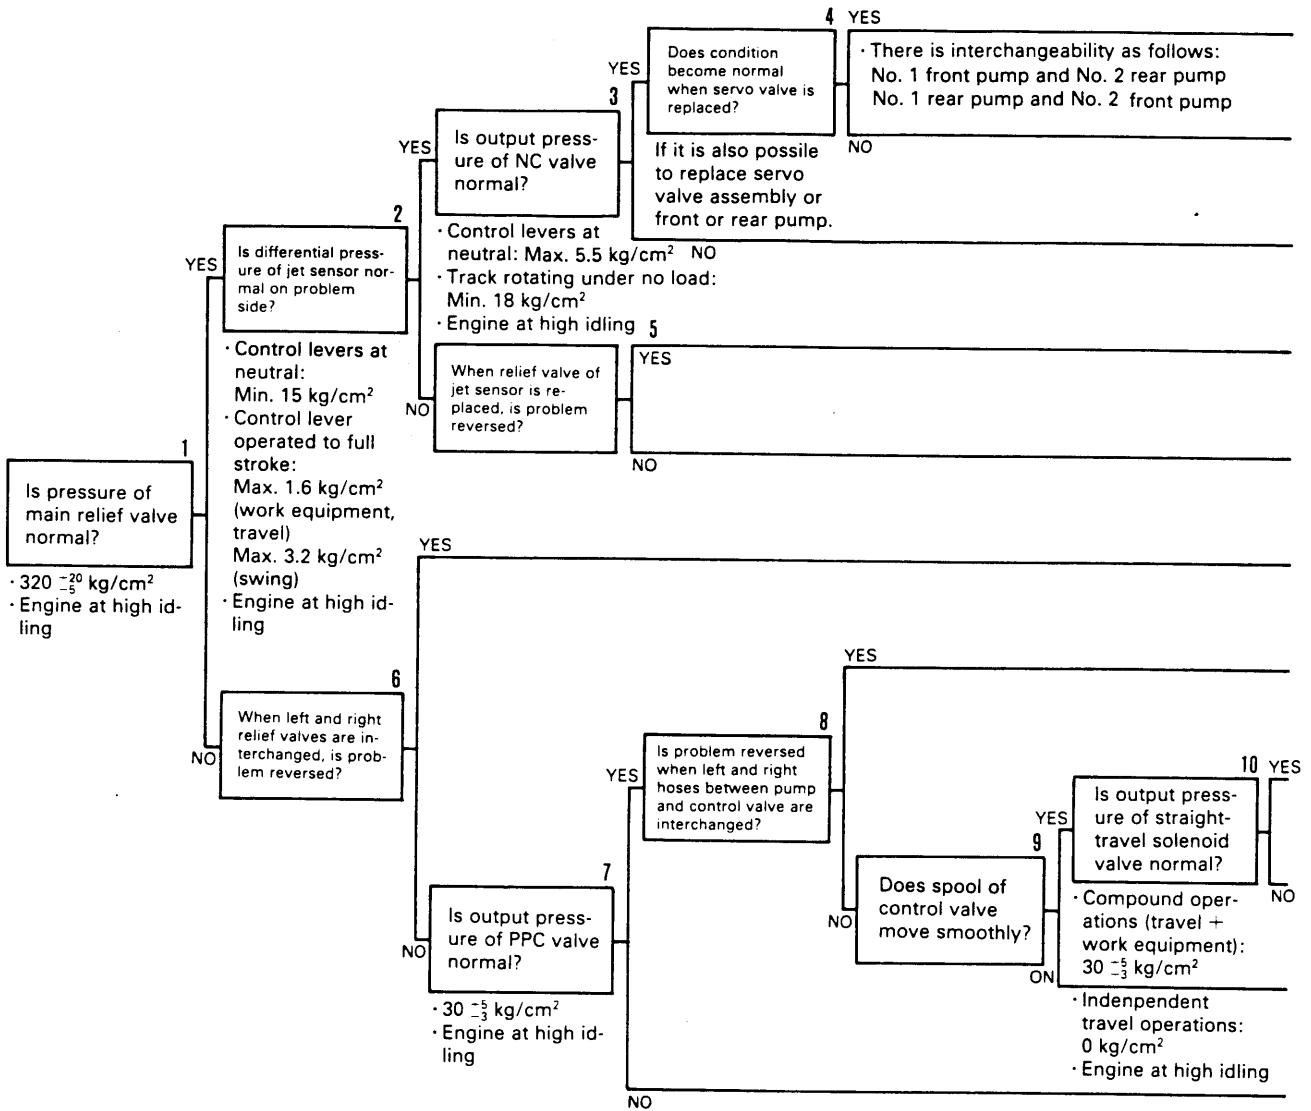 4 YES
Does condition
become normal
when servo valve is
replaced?
· There is interchangeability as follows:
No. 1 front pump and No. 2 rear pump
No. 1 rear pump and No. 2 front pump
YES
3
NO
Is output press-
ure of NC valve
normal?
YES
If it is also possile
to replace servo
valve assembly or
front or rear pump.
2
· Control levers at
neutral: Max. 5.5 kg/cm²
NO
· Track rotating under no load:
Min. 18 kg/cm²
· Engine at high idling
YES
Is differential press-
ure of jet sensor nor-
mal on problem
side?
· Control levers at
neutral:
Min. 15 kg/cm²
· Control lever
operated to full
stroke:
Max. 1.6 kg/cm²
(work equipment,
travel)
Max. 3.2 kg/cm²
(swing)
· Engine at high id-
ling
5
YES
When relief valve of
jet sensor is re-
placed, is problem
reversed?
NO
NO
1
Is pressure of
main relief valve
normal?
· 320 −20 −5 kg/cm²
· Engine at high id-
ling
YES
6
When left and right
relief valves are in-
terchanged, is prob-
lem reversed?
NO
YES
8
Is problem reversed
when left and right
hoses between pump
and control valve are
interchanged?
YES
10 YES
Is output press-
ure of straight-
travel solenoid
valve normal?
YES
9
7
Does spool of
control valve
move smoothly?
NO
NO
ON
· Compound oper-
ations (travel +
work equipment):
30 −5 −3 kg/cm²
· Indenpendent
travel operations:
0 kg/cm²
· Engine at high idling
Is output press-
ure of PPC valve
normal?
NO
· 30 −5 −3 kg/cm²
· Engine at high id-
ling
NO